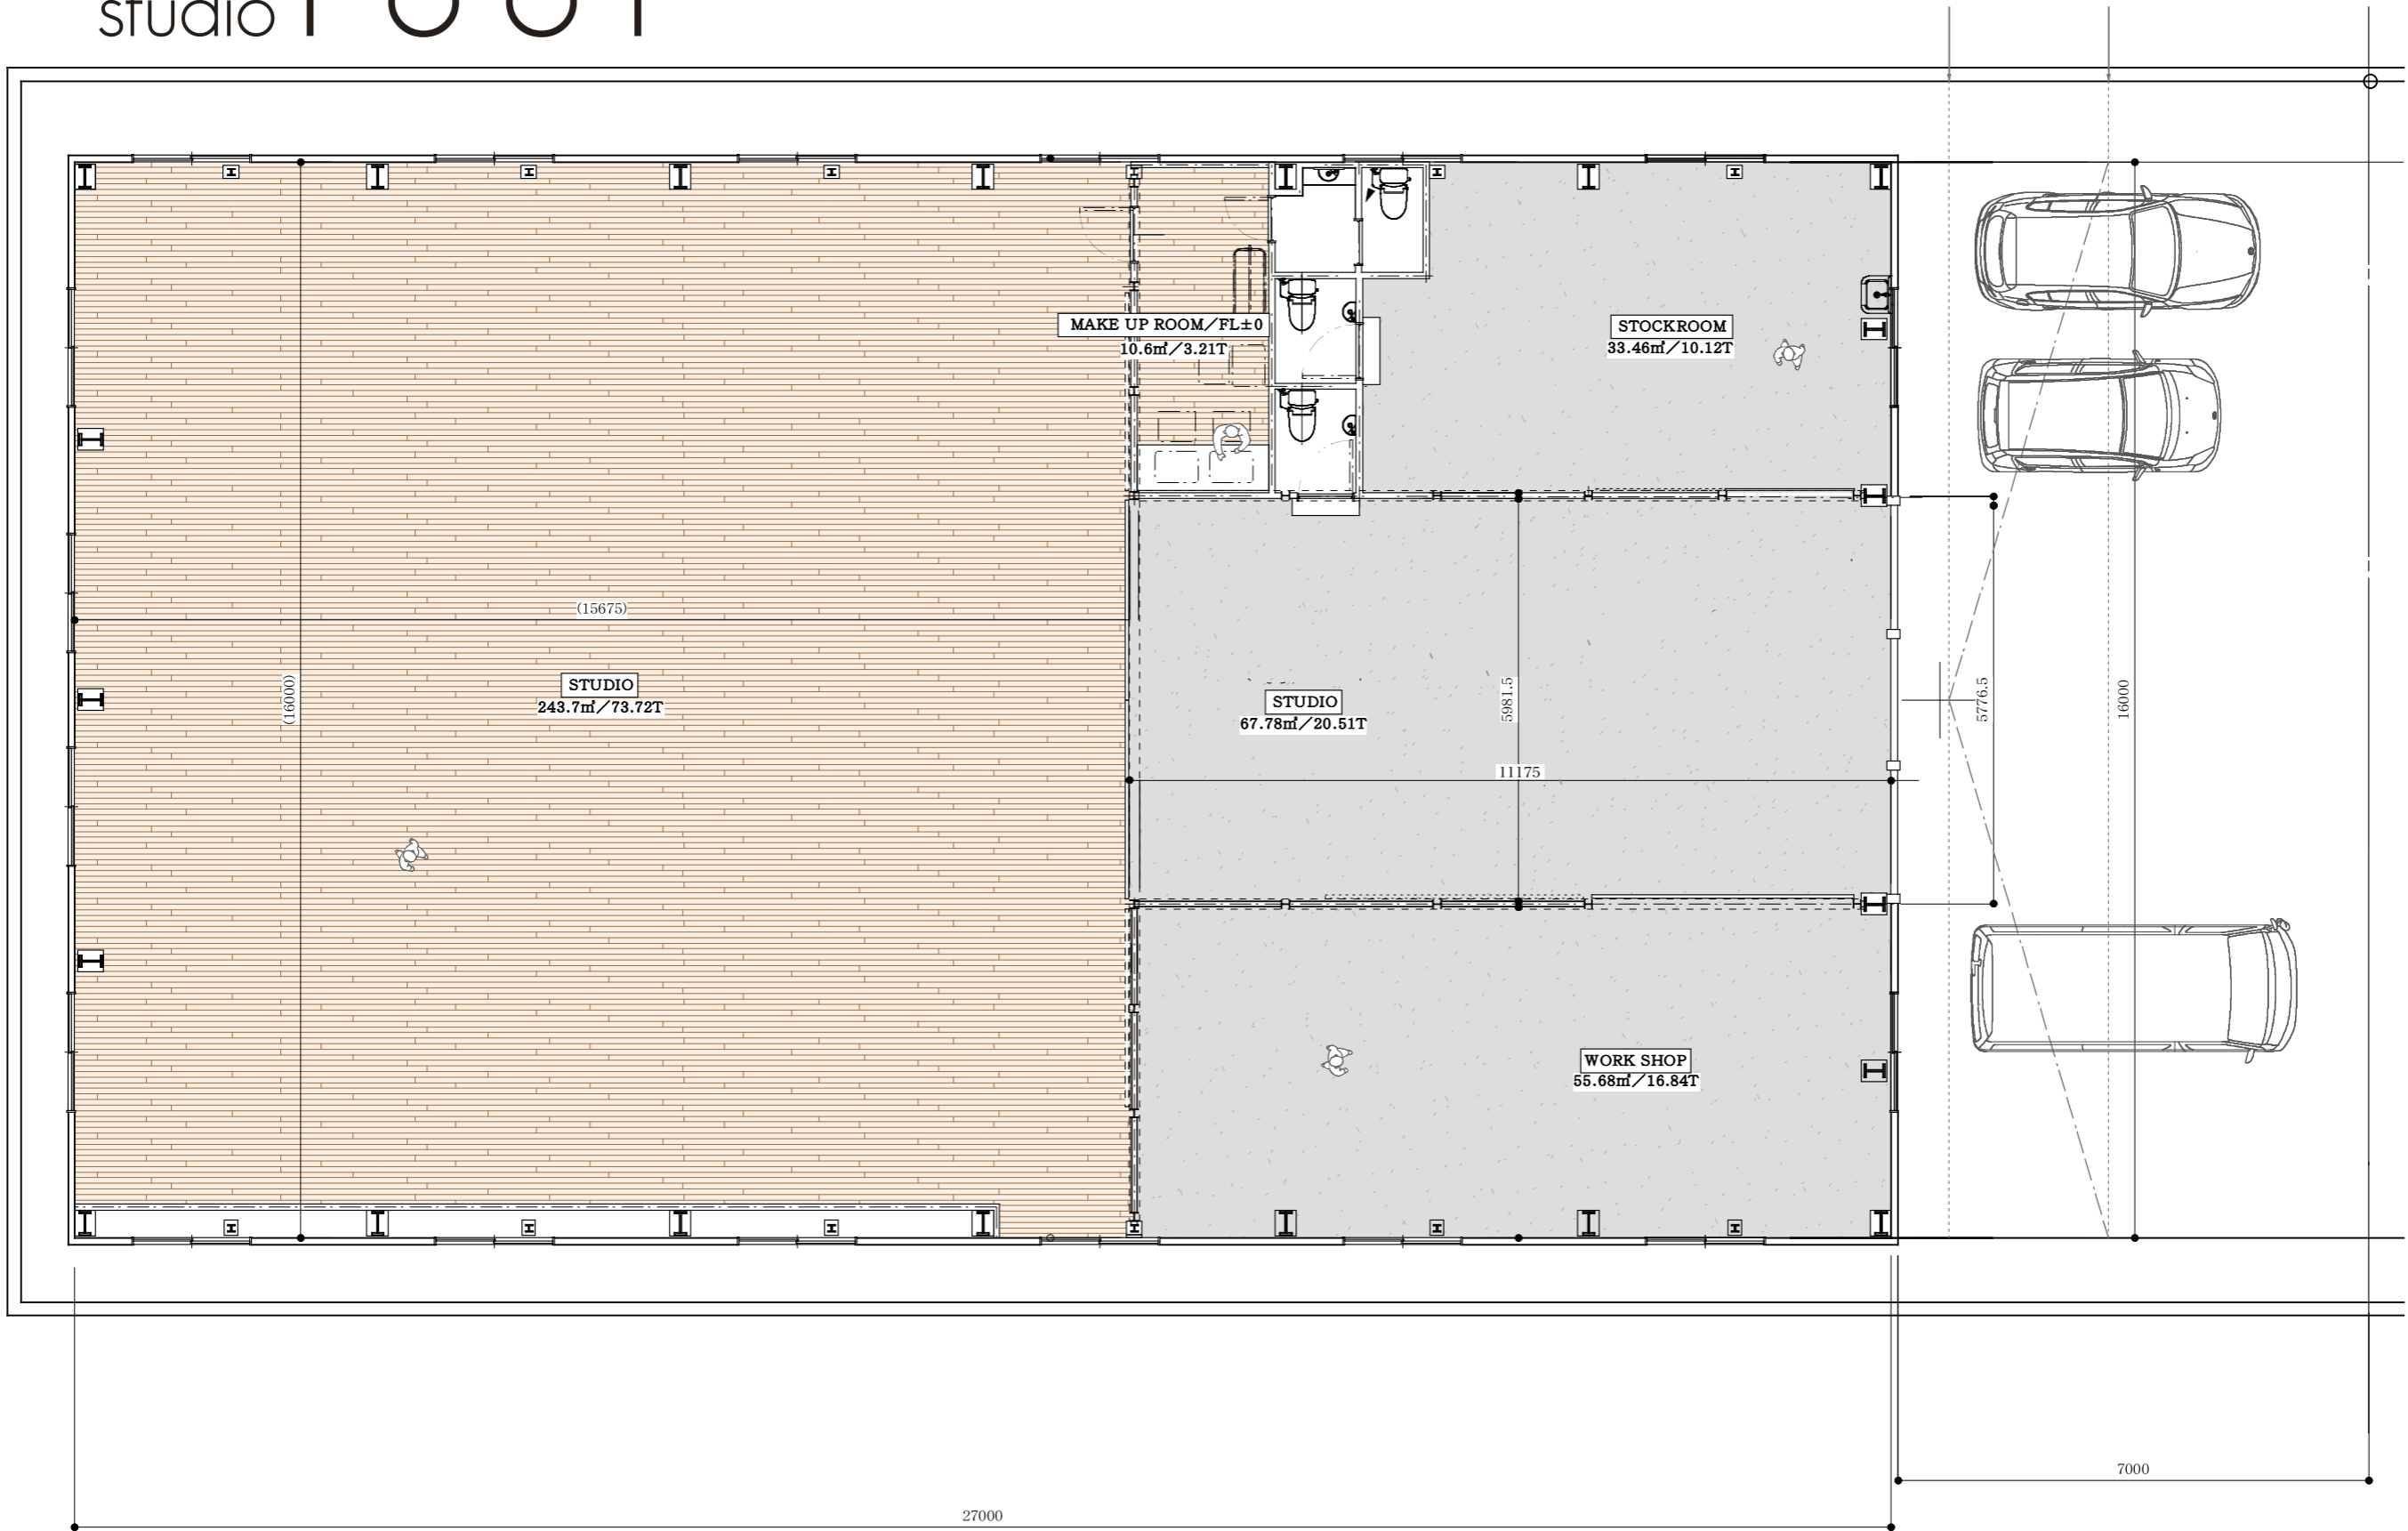 studio
MAKE UP ROOM／FL±0
10.6㎡／3.21T
STOCKROOM
33.46㎡／10.12T
(15675)
(16000)
STUDIO
243.7㎡／73.72T
STUDIO
67.78㎡／20.51T
5981.5
11175
5776.5
16000
WORK SHOP
55.68㎡／16.84T
7000
27000